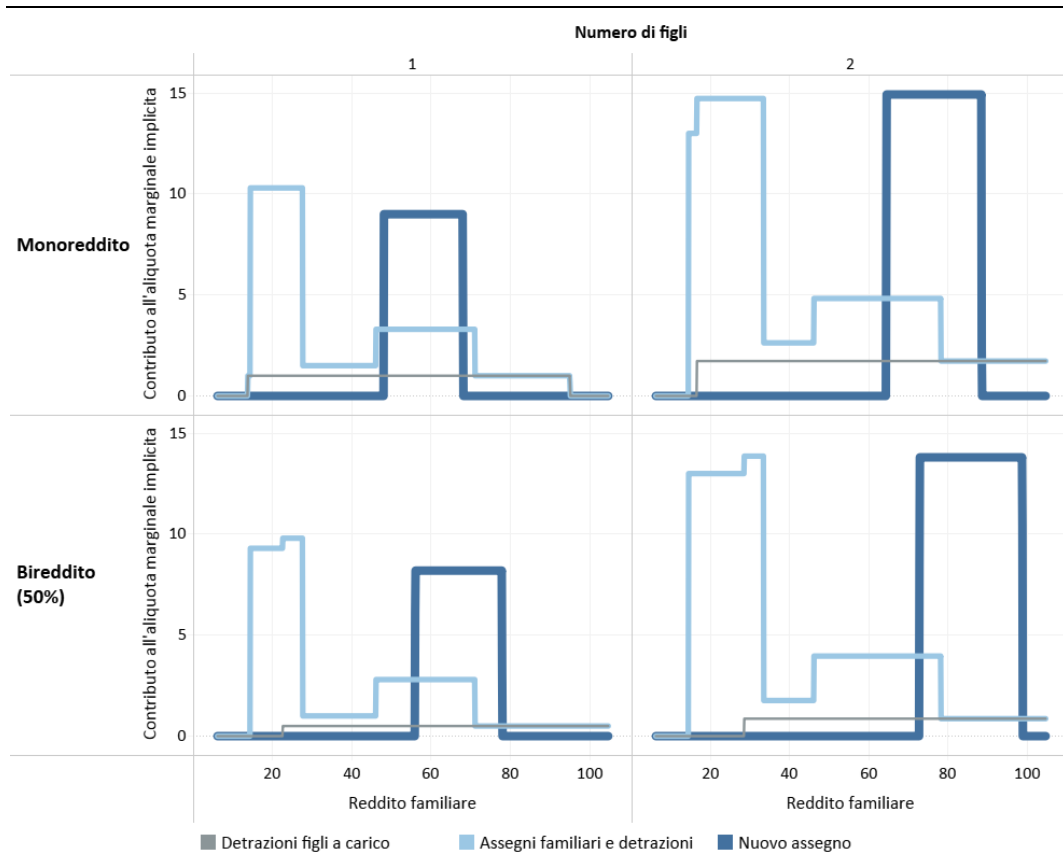 Numero di figli
1 2
Monoreddito
Contributo all'aliquota marginale implicita
15
10
5
0
Bireddito
(50%)
Contributo all'aliquota marginale implicita
15
10
5
0
20 40 60 80 100 20 40 60 80 100
Reddito familiare Reddito familiare
Detrazioni figli a carico Assegni familiari e detrazioni Nuovo assegno